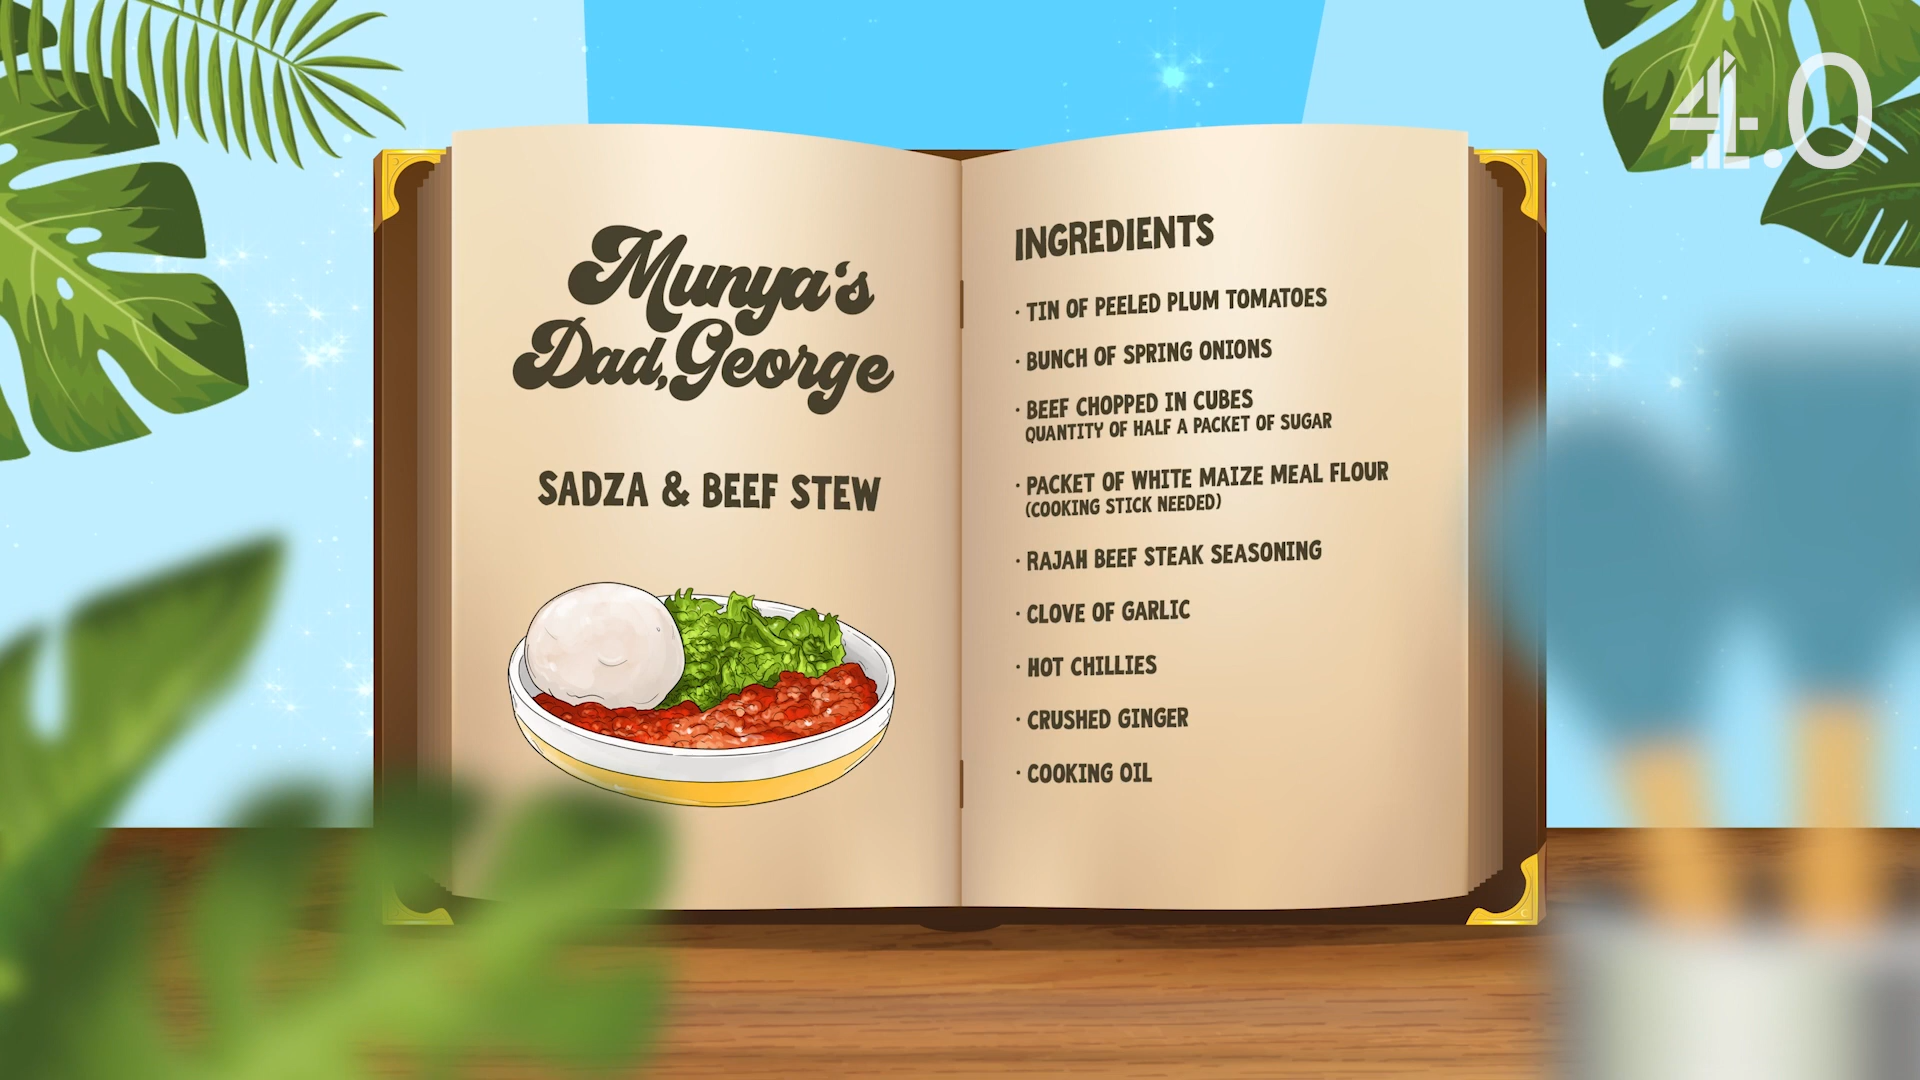 4.0
Munya's
Dad, George
SADZA & BEEF STEW
INGREDIENTS
· TIN OF PEELED PLUM TOMATOES
· BUNCH OF SPRING ONIONS
· BEEF CHOPPED IN CUBES
QUANTITY OF HALF A PACKET OF SUGAR
· PACKET OF WHITE MAIZE MEAL FLOUR
(COOKING STICK NEEDED)
· RAJAH BEEF STEAK SEASONING
· CLOVE OF GARLIC
· HOT CHILLIES
· CRUSHED GINGER
· COOKING OIL